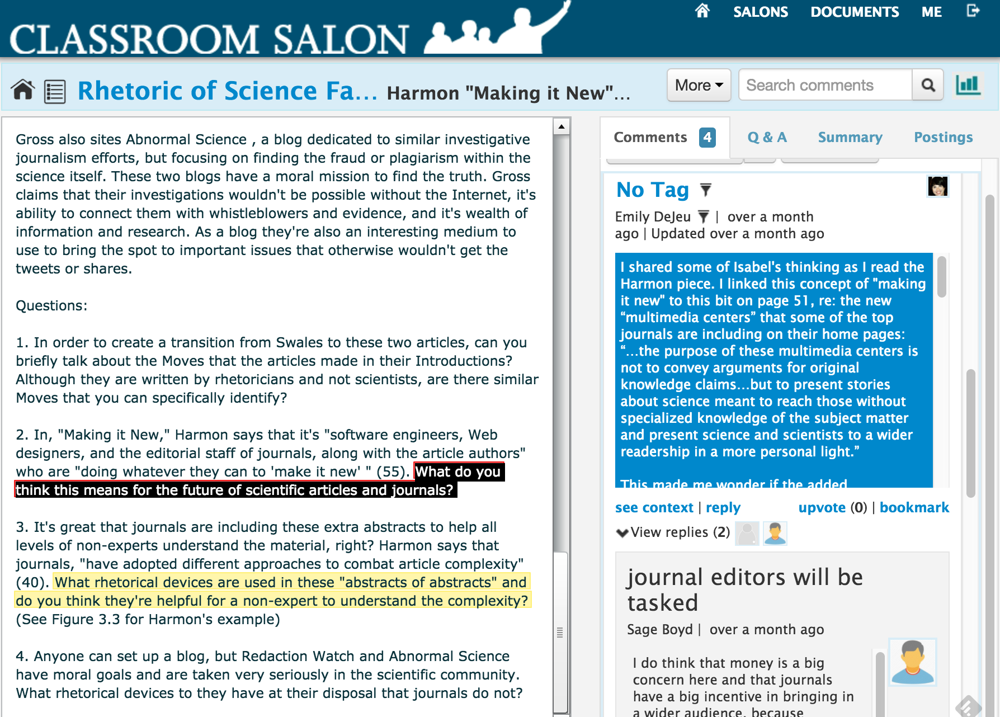 CLASSROOM SALON
SALONS DOCUMENTS ME
Rhetoric of Science Fa... Harmon "Making it New"...
More
Search comments
Gross also sites Abnormal Science , a blog dedicated to similar investigative
journalism efforts, but focusing on finding the fraud or plagiarism within the
science itself. These two blogs have a moral mission to find the truth. Gross
claims that their investigations wouldn't be possible without the Internet, it's
ability to connect them with whistleblowers and evidence, and it's wealth of
information and research. As a blog they're also an interesting medium to
use to bring the spot to important issues that otherwise wouldn't get the
tweets or shares.
Questions:
1. In order to create a transition from Swales to these two articles, can you
briefly talk about the Moves that the articles made in their Introductions?
Although they are written by rhetoricians and not scientists, are there similar
Moves that you can specifically identify?
2. In, "Making it New," Harmon says that it's "software engineers, Web
designers, and the editorial staff of journals, along with the article authors"
who are "doing whatever they can to 'make it new' " (55). What do you
think this means for the future of scientific articles and journals?
3. It's great that journals are including these extra abstracts to help all
levels of non-experts understand the material, right? Harmon says that
journals, "have adopted different approaches to combat article complexity"
(40). What rhetorical devices are used in these "abstracts of abstracts" and
do you think they're helpful for a non-expert to understand the complexity?
(See Figure 3.3 for Harmon's example)
4. Anyone can set up a blog, but Redaction Watch and Abnormal Science
have moral goals and are taken very seriously in the scientific community.
What rhetorical devices to they have at their disposal that journals do not?
Comments 4 Q & A Summary Postings
No Tag
Emily DeJeu | over a month
ago | Updated over a month ago
I shared some of Isabel's thinking as I read the
Harmon piece. I linked this concept of "making
it new" to this bit on page 51, re: the new
“multimedia centers” that some of the top
journals are including on their home pages:
“…the purpose of these multimedia centers is
not to convey arguments for original
knowledge claims…but to present stories
about science meant to reach those without
specialized knowledge of the subject matter
and present science and scientists to a wider
readership in a more personal light.”
This made me wonder if the added
see context | reply upvote (0) | bookmark
View replies (2)
journal editors will be
tasked
Sage Boyd | over a month ago
I do think that money is a big
concern here and that journals
have a big incentive in bringing in
a wider audience, because